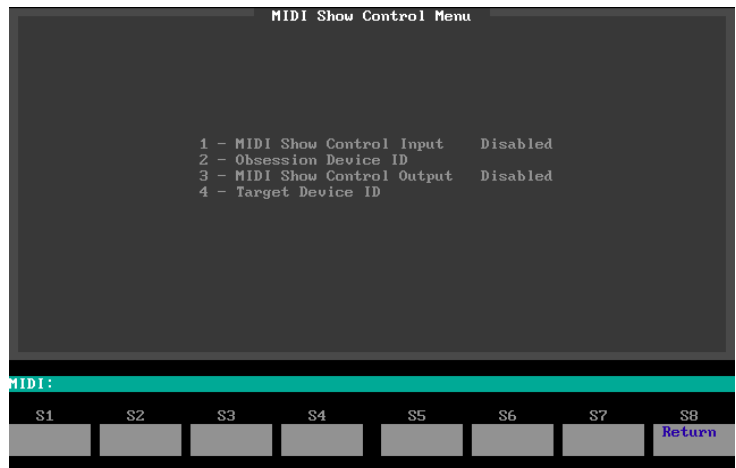 MIDI Show Control Menu
1 - MIDI Show Control Input Disabled
2 - Obsession Device ID
3 - MIDI Show Control Output Disabled
4 - Target Device ID
MIDI:
S1 S2 S3 S4 S5 S6 S7 S8
Return